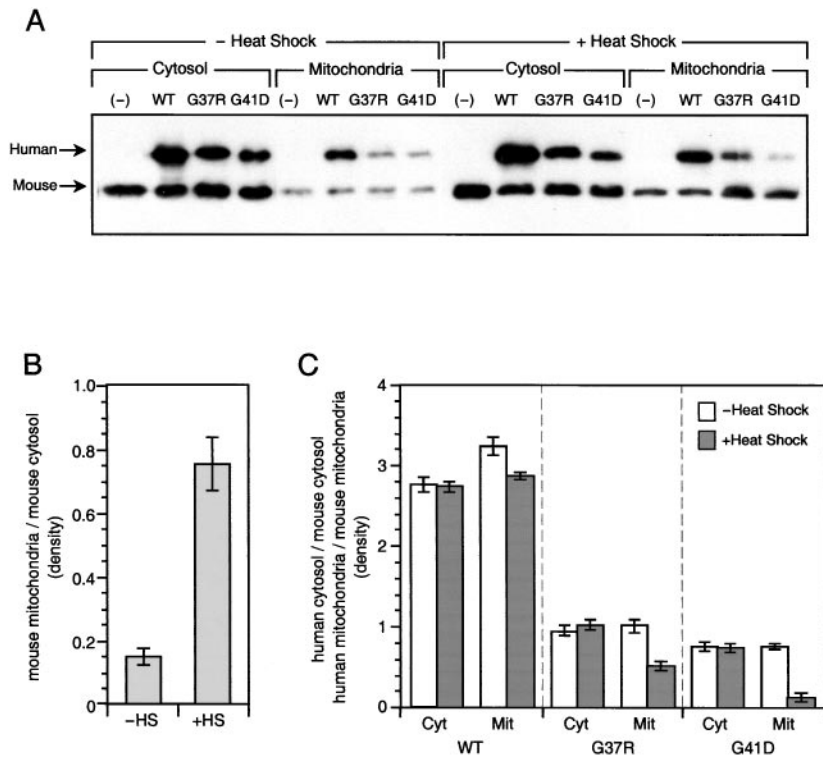 A
– Heat Shock + Heat Shock
Cytosol Mitochondria Cytosol Mitochondria
(–) WT G37R G41D (–) WT G37R G41D (–) WT G37R G41D (–) WT G37R G41D
Human
Mouse
B
mouse mitochondria / mouse cytosol
(density)
1.0
0.8
0.6
0.4
0.2
0
–HS +HS
C
human cytosol / mouse cytosol
human mitochondria / mouse mitochondria
(density)
4
3
2
1
0
–Heat Shock
+Heat Shock
Cyt Mit Cyt Mit Cyt Mit
WT G37R G41D